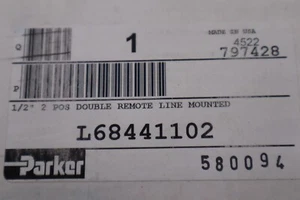 MADE IN USA
Q
1
4522
797428
P
1/2" 2 POS DOUBLE REMOTE LINE MOUNTED
L68441102
Parker
580094